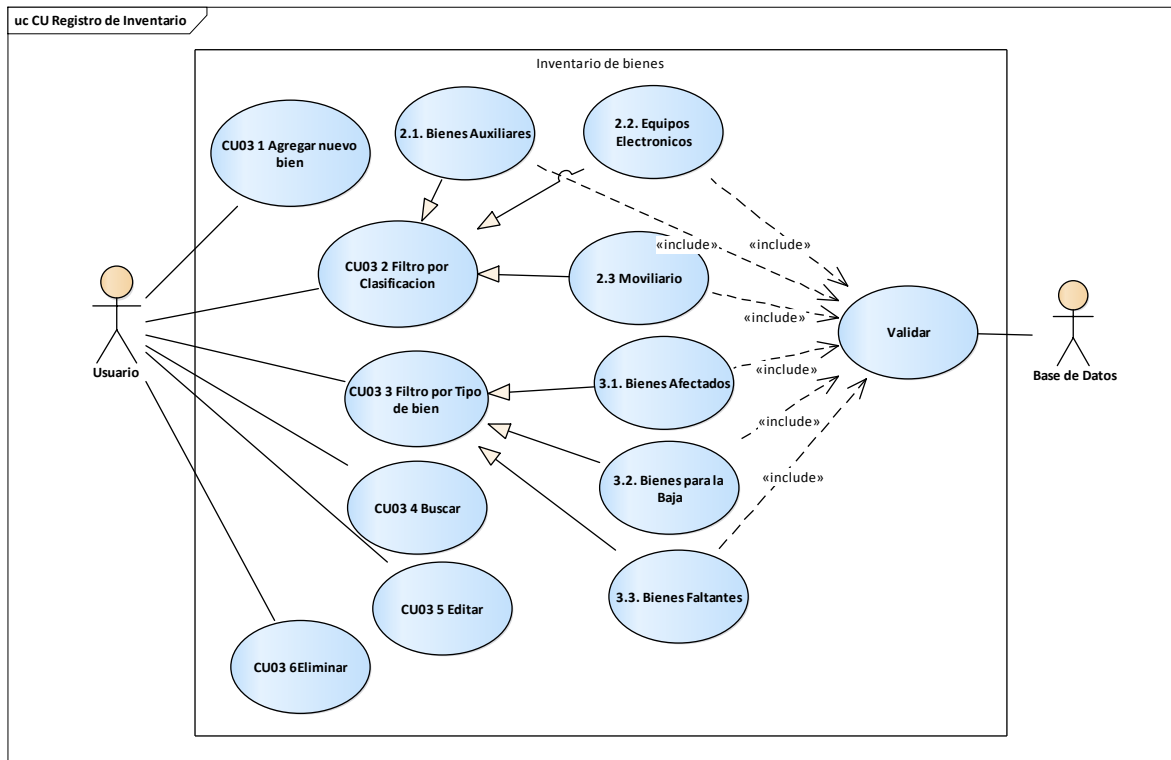 uc CU Registro de Inventario
Inventario de bienes
CU03 1 Agregar nuevo
bien
2.1. Bienes Auxiliares
2.2. Equipos
Electronicos
CU03 2 Filtro por
Clasificacion
2.3 Moviliario
«include»
«include»
«include»
Validar
Usuario
Base de Datos
CU03 3 Filtro por Tipo
de bien
3.1. Bienes Afectados
«include»
«include»
«include»
3.2. Bienes para la
Baja
CU03 4 Buscar
CU03 5 Editar
3.3. Bienes Faltantes
CU03 6Eliminar